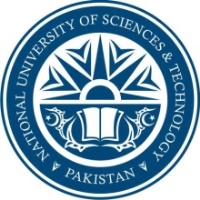 NATIONAL UNIVERSITY OF SCIENCES & TECHNOLOGY
PAKISTAN